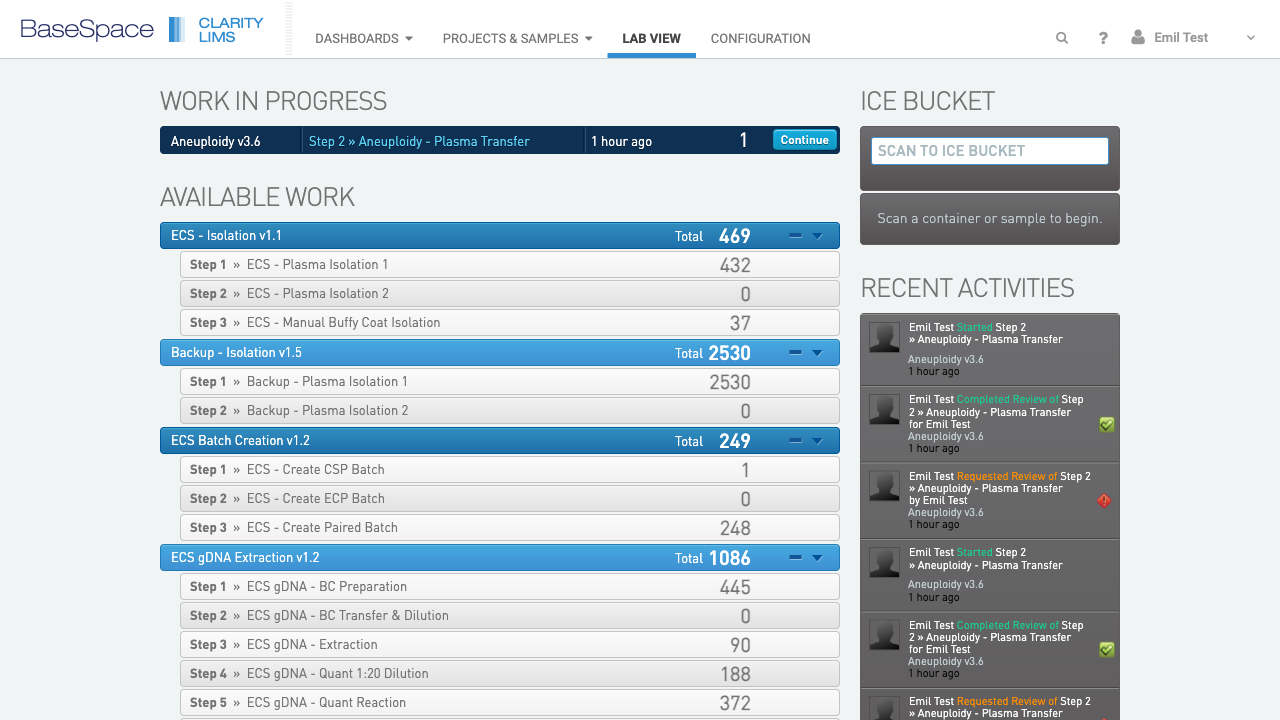 BaseSpace
CLARITY
LIMS
DASHBOARDS
PROJECTS & SAMPLES
LAB VIEW
CONFIGURATION
?
Emil Test
WORK IN PROGRESS
Aneuploidy v3.6
Step 2 » Aneuploidy - Plasma Transfer
1 hour ago
1
Continue
AVAILABLE WORK
ECS - Isolation v1.1 Total 469
Step 1 » ECS - Plasma Isolation 1 432
Step 2 » ECS - Plasma Isolation 2 0
Step 3 » ECS - Manual Buffy Coat Isolation 37
Backup - Isolation v1.5 Total 2530
Step 1 » Backup - Plasma Isolation 1 2530
Step 2 » Backup - Plasma Isolation 2 0
ECS Batch Creation v1.2 Total 249
Step 1 » ECS - Create CSP Batch 1
Step 2 » ECS - Create ECP Batch 0
Step 3 » ECS - Create Paired Batch 248
ECS gDNA Extraction v1.2 Total 1086
Step 1 » ECS gDNA - BC Preparation 445
Step 2 » ECS gDNA - BC Transfer & Dilution 0
Step 3 » ECS gDNA - Extraction 90
Step 4 » ECS gDNA - Quant 1:20 Dilution 188
Step 5 » ECS gDNA - Quant Reaction 372
ICE BUCKET
SCAN TO ICE BUCKET
Scan a container or sample to begin.
RECENT ACTIVITIES
Emil Test Started Step 2
» Aneuploidy - Plasma Transfer
Aneuploidy v3.6
1 hour ago
Emil Test Completed Review of Step
2 » Aneuploidy - Plasma Transfer
for Emil Test
Aneuploidy v3.6
1 hour ago
Emil Test Requested Review of Step 2
» Aneuploidy - Plasma Transfer
by Emil Test
Aneuploidy v3.6
1 hour ago
Emil Test Started Step 2
» Aneuploidy - Plasma Transfer
Aneuploidy v3.6
1 hour ago
Emil Test Completed Review of Step
2 » Aneuploidy - Plasma Transfer
for Emil Test
Aneuploidy v3.6
1 hour ago
Emil Test Requested Review of Step 2
» Aneuploidy - Plasma Transfer